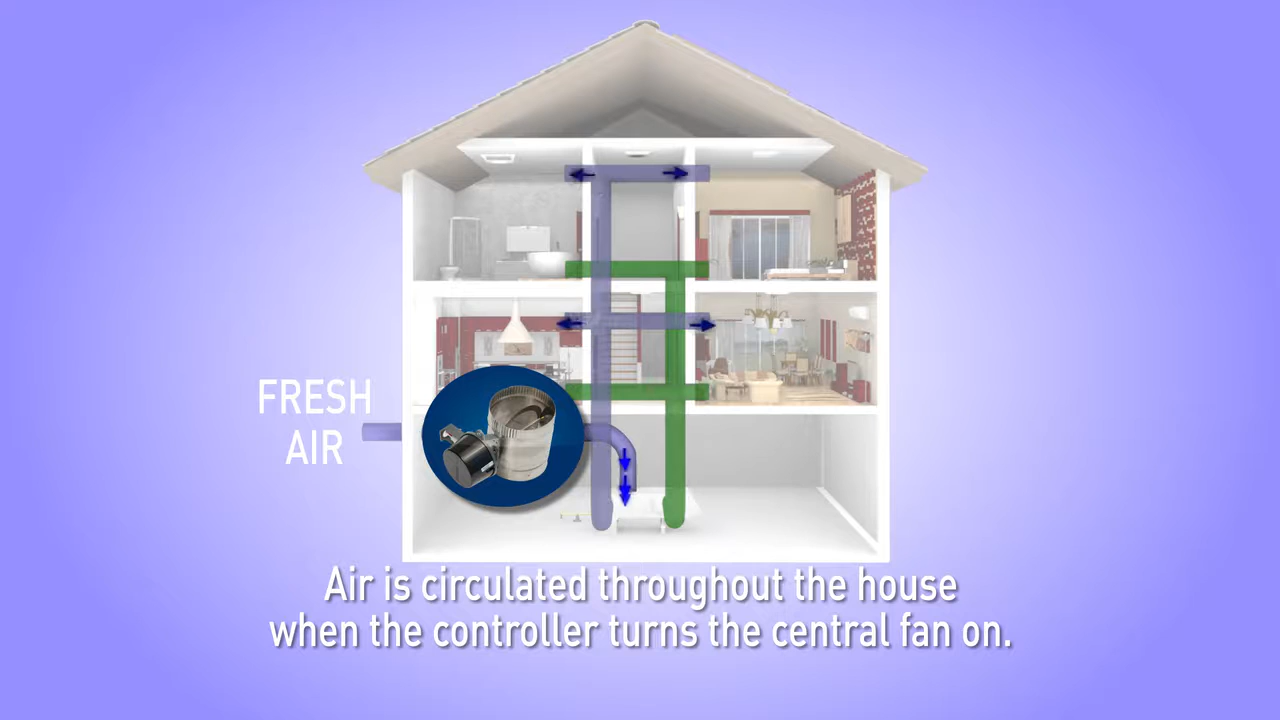 FRESH
AIR
Air is circulated throughout the house
when the controller turns the central fan on.